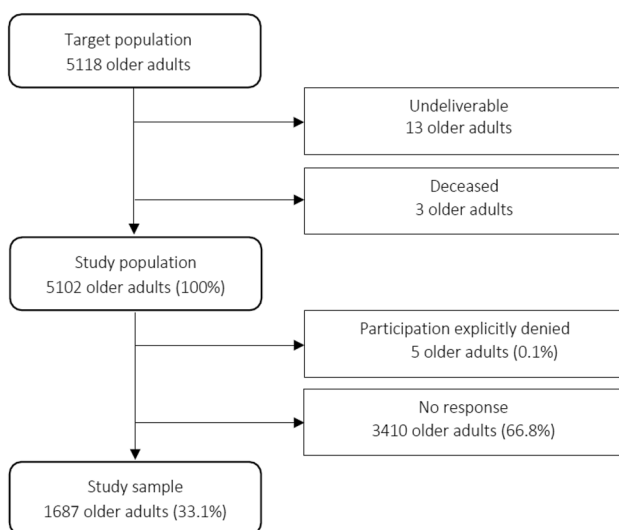 Target population
5118 older adults
Undeliverable
13 older adults
Deceased
3 older adults
Study population
5102 older adults (100%)
Participation explicitly denied
5 older adults (0.1%)
No response
3410 older adults (66.8%)
Study sample
1687 older adults (33.1%)